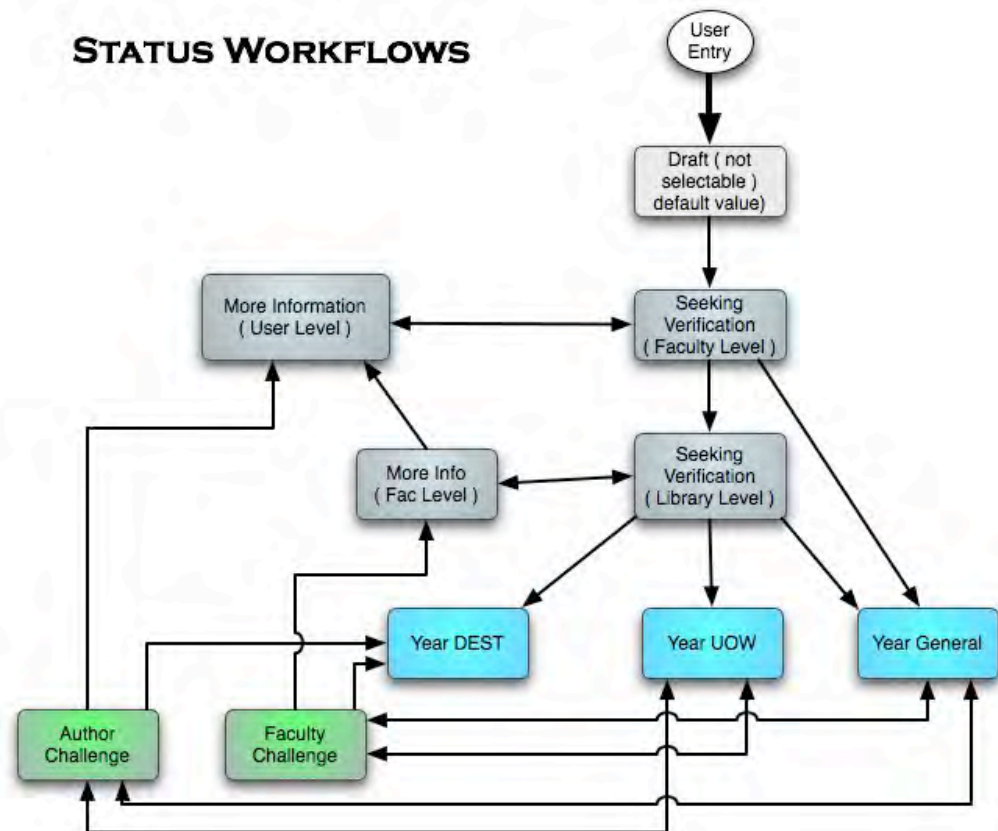 STATUS WORKFLOWS
User
Entry
Draft ( not
selectable )
default value)
More Information
( User Level )
Seeking
Verification
( Faculty Level )
More Info
( Fac Level )
Seeking
Verification
( Library Level )
Year DEST
Year UOW
Year General
Author
Challenge
Faculty
Challenge